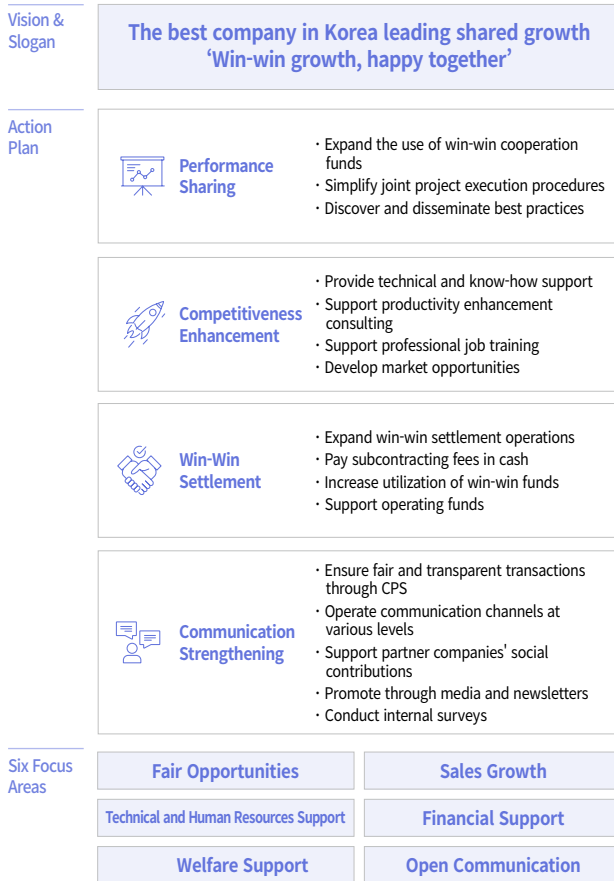 Vision &
Slogan
The best company in Korea leading shared growth
‘Win-win growth, happy together’
Action
Plan
Performance
Sharing
· Expand the use of win-win cooperation
funds
· Simplify joint project execution procedures
· Discover and disseminate best practices
Competitiveness
Enhancement
· Provide technical and know-how support
· Support productivity enhancement
consulting
· Support professional job training
· Develop market opportunities
Win-Win
Settlement
· Expand win-win settlement operations
· Pay subcontracting fees in cash
· Increase utilization of win-win funds
· Support operating funds
Communication
Strengthening
· Ensure fair and transparent transactions
through CPS
· Operate communication channels at
various levels
· Support partner companies' social
contributions
· Promote through media and newsletters
· Conduct internal surveys
Six Focus
Areas
Fair Opportunities
Sales Growth
Technical and Human Resources Support
Financial Support
Welfare Support
Open Communication